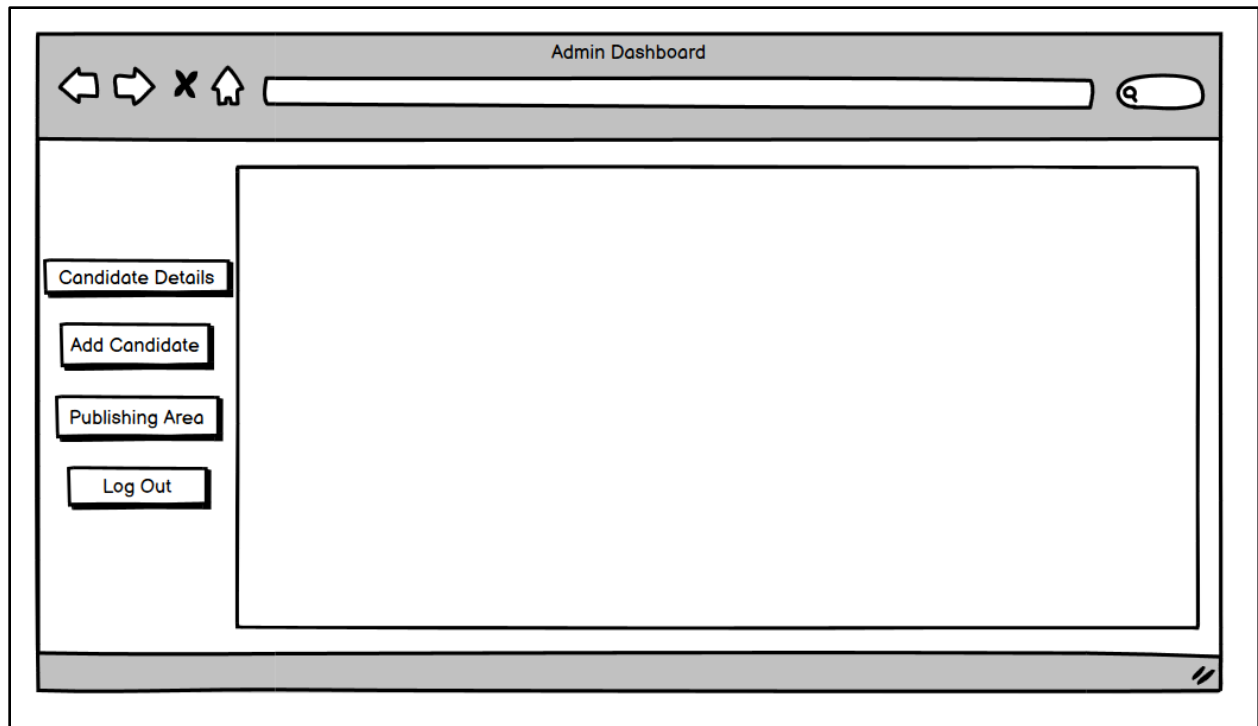 Admin Dashboard
Candidate Details
Add Candidate
Publishing Area
Log Out